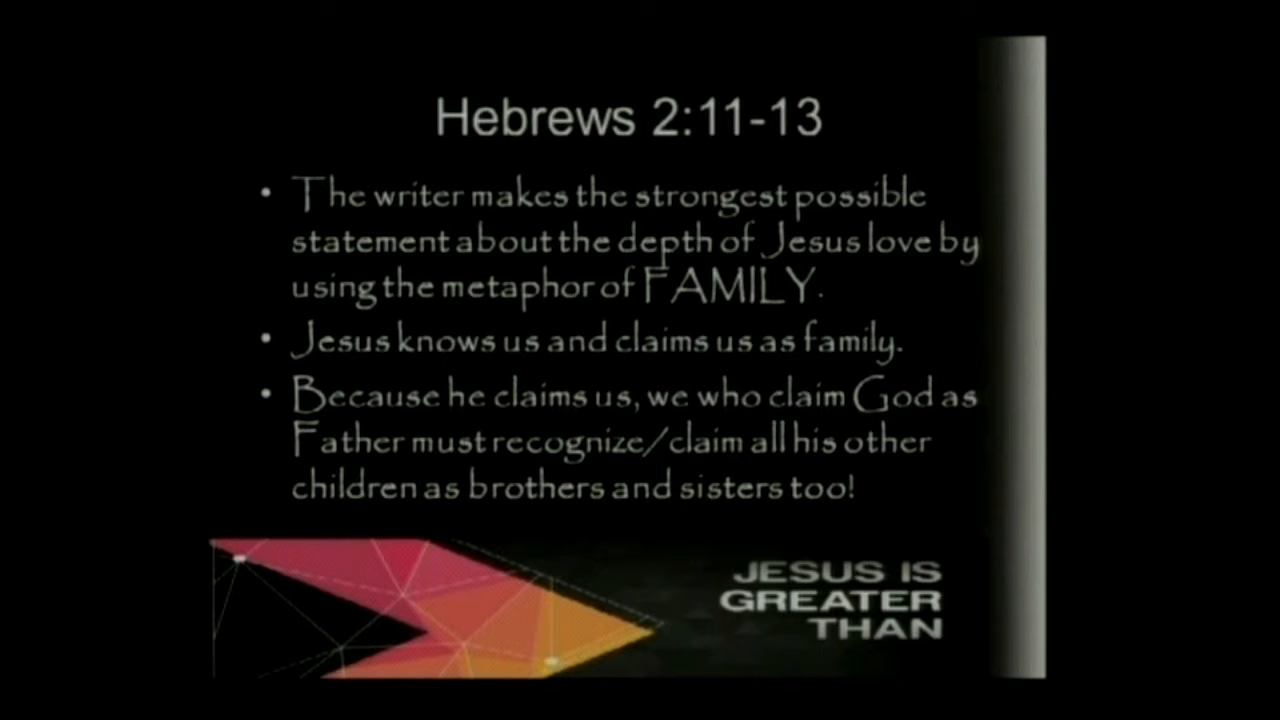 Hebrews 2:11-13
• The writer makes the strongest possible
statement about the depth of Jesus love by
using the metaphor of FAMILY.
• Jesus knows us and claims us as family.
• Because he claims us, we who claim God as
Father must recognize/claim all his other
children as brothers and sisters too!
JESUS IS
GREATER
THAN